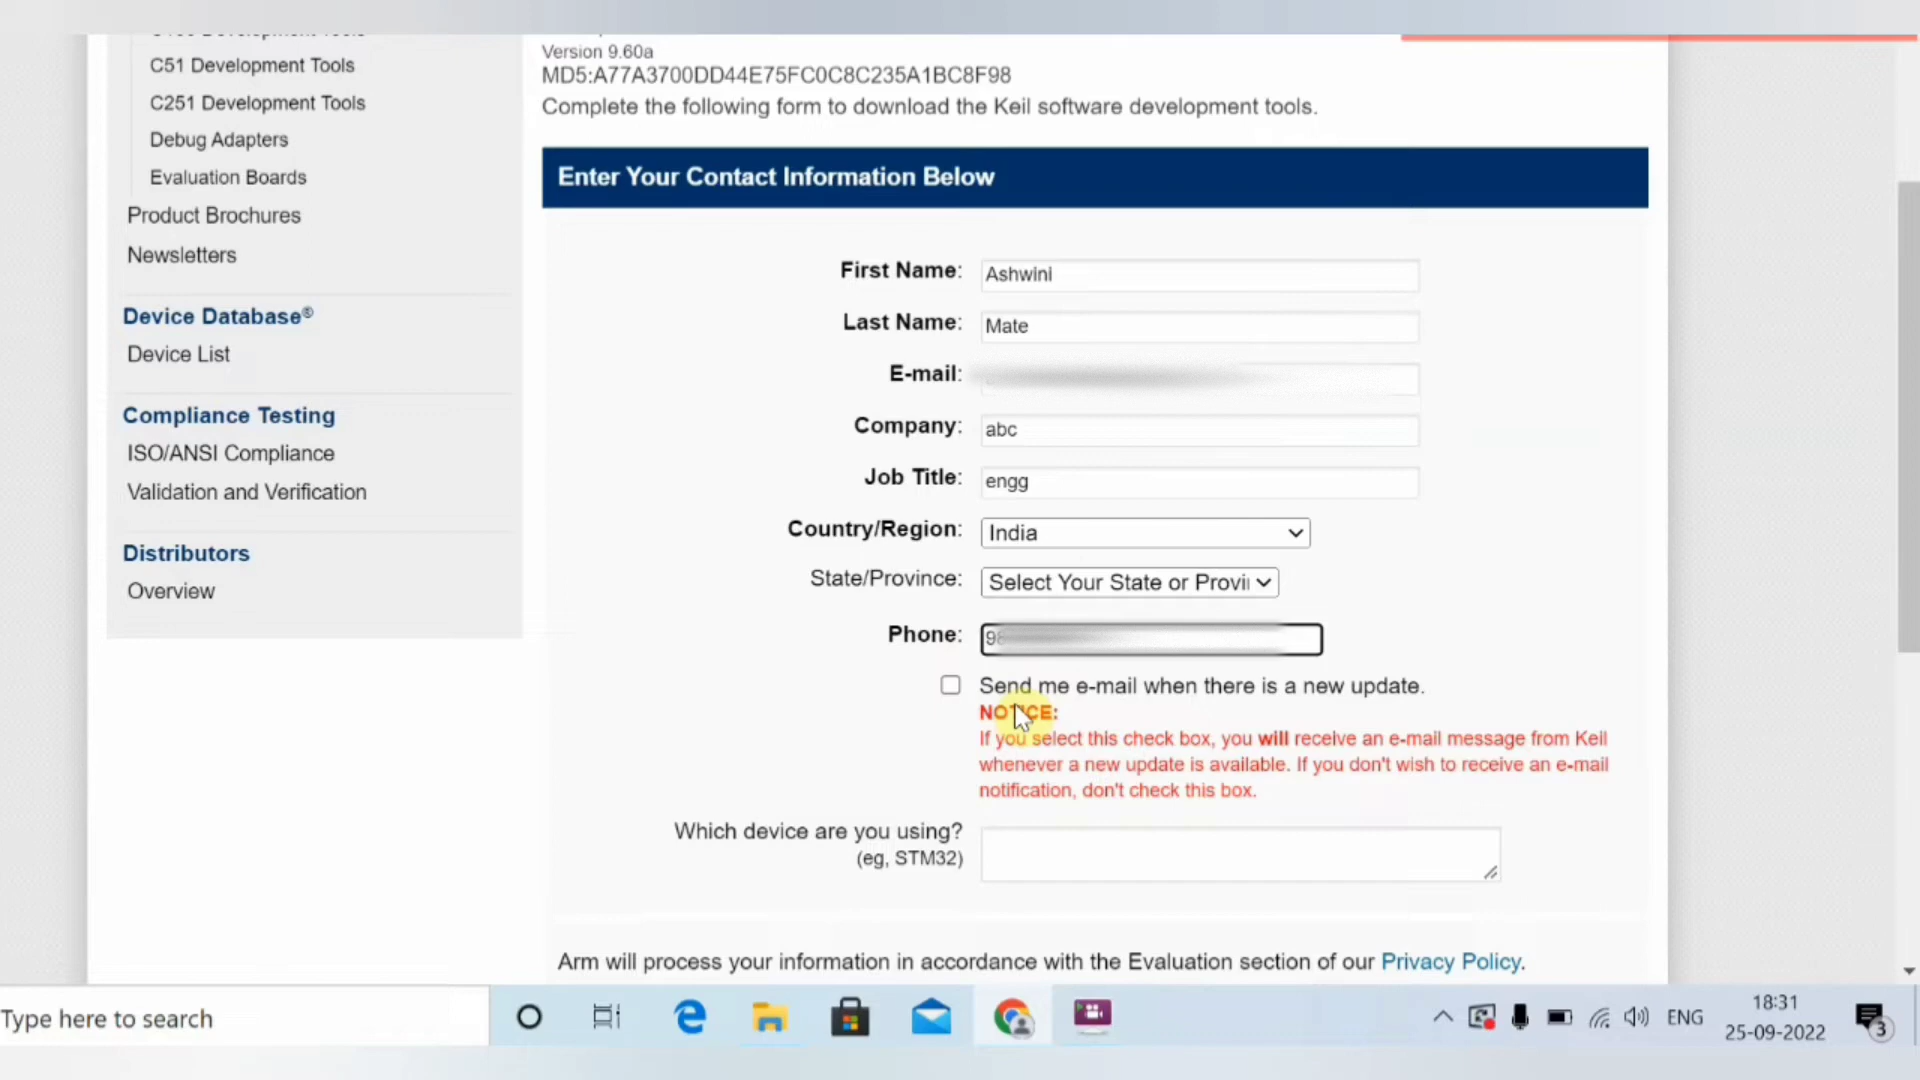 C51 Development Tools
C251 Development Tools
Debug Adapters
Evaluation Boards
Product Brochures
Newsletters
Device Database®
Device List
Compliance Testing
ISO/ANSI Compliance
Validation and Verification
Distributors
Overview
Version 9.60a
MD5:A77A3700DD44E75FC0C8C235A1BC8F98
Complete the following form to download the Keil software development tools.
Enter Your Contact Information Below
First Name: Ashwini
Last Name: Mate
E-mail:
Company: abc
Job Title: engg
Country/Region: India
State/Province: Select Your State or Provi
Phone: 98
Send me e-mail when there is a new update.
NOTICE:
If you select this check box, you will receive an e-mail message from Keil
whenever a new update is available. If you don't wish to receive an e-mail
notification, don't check this box.
Which device are you using?
(eg, STM32)
Arm will process your information in accordance with the Evaluation section of our Privacy Policy.
Type here to search
ENG
18:31
25-09-2022
3